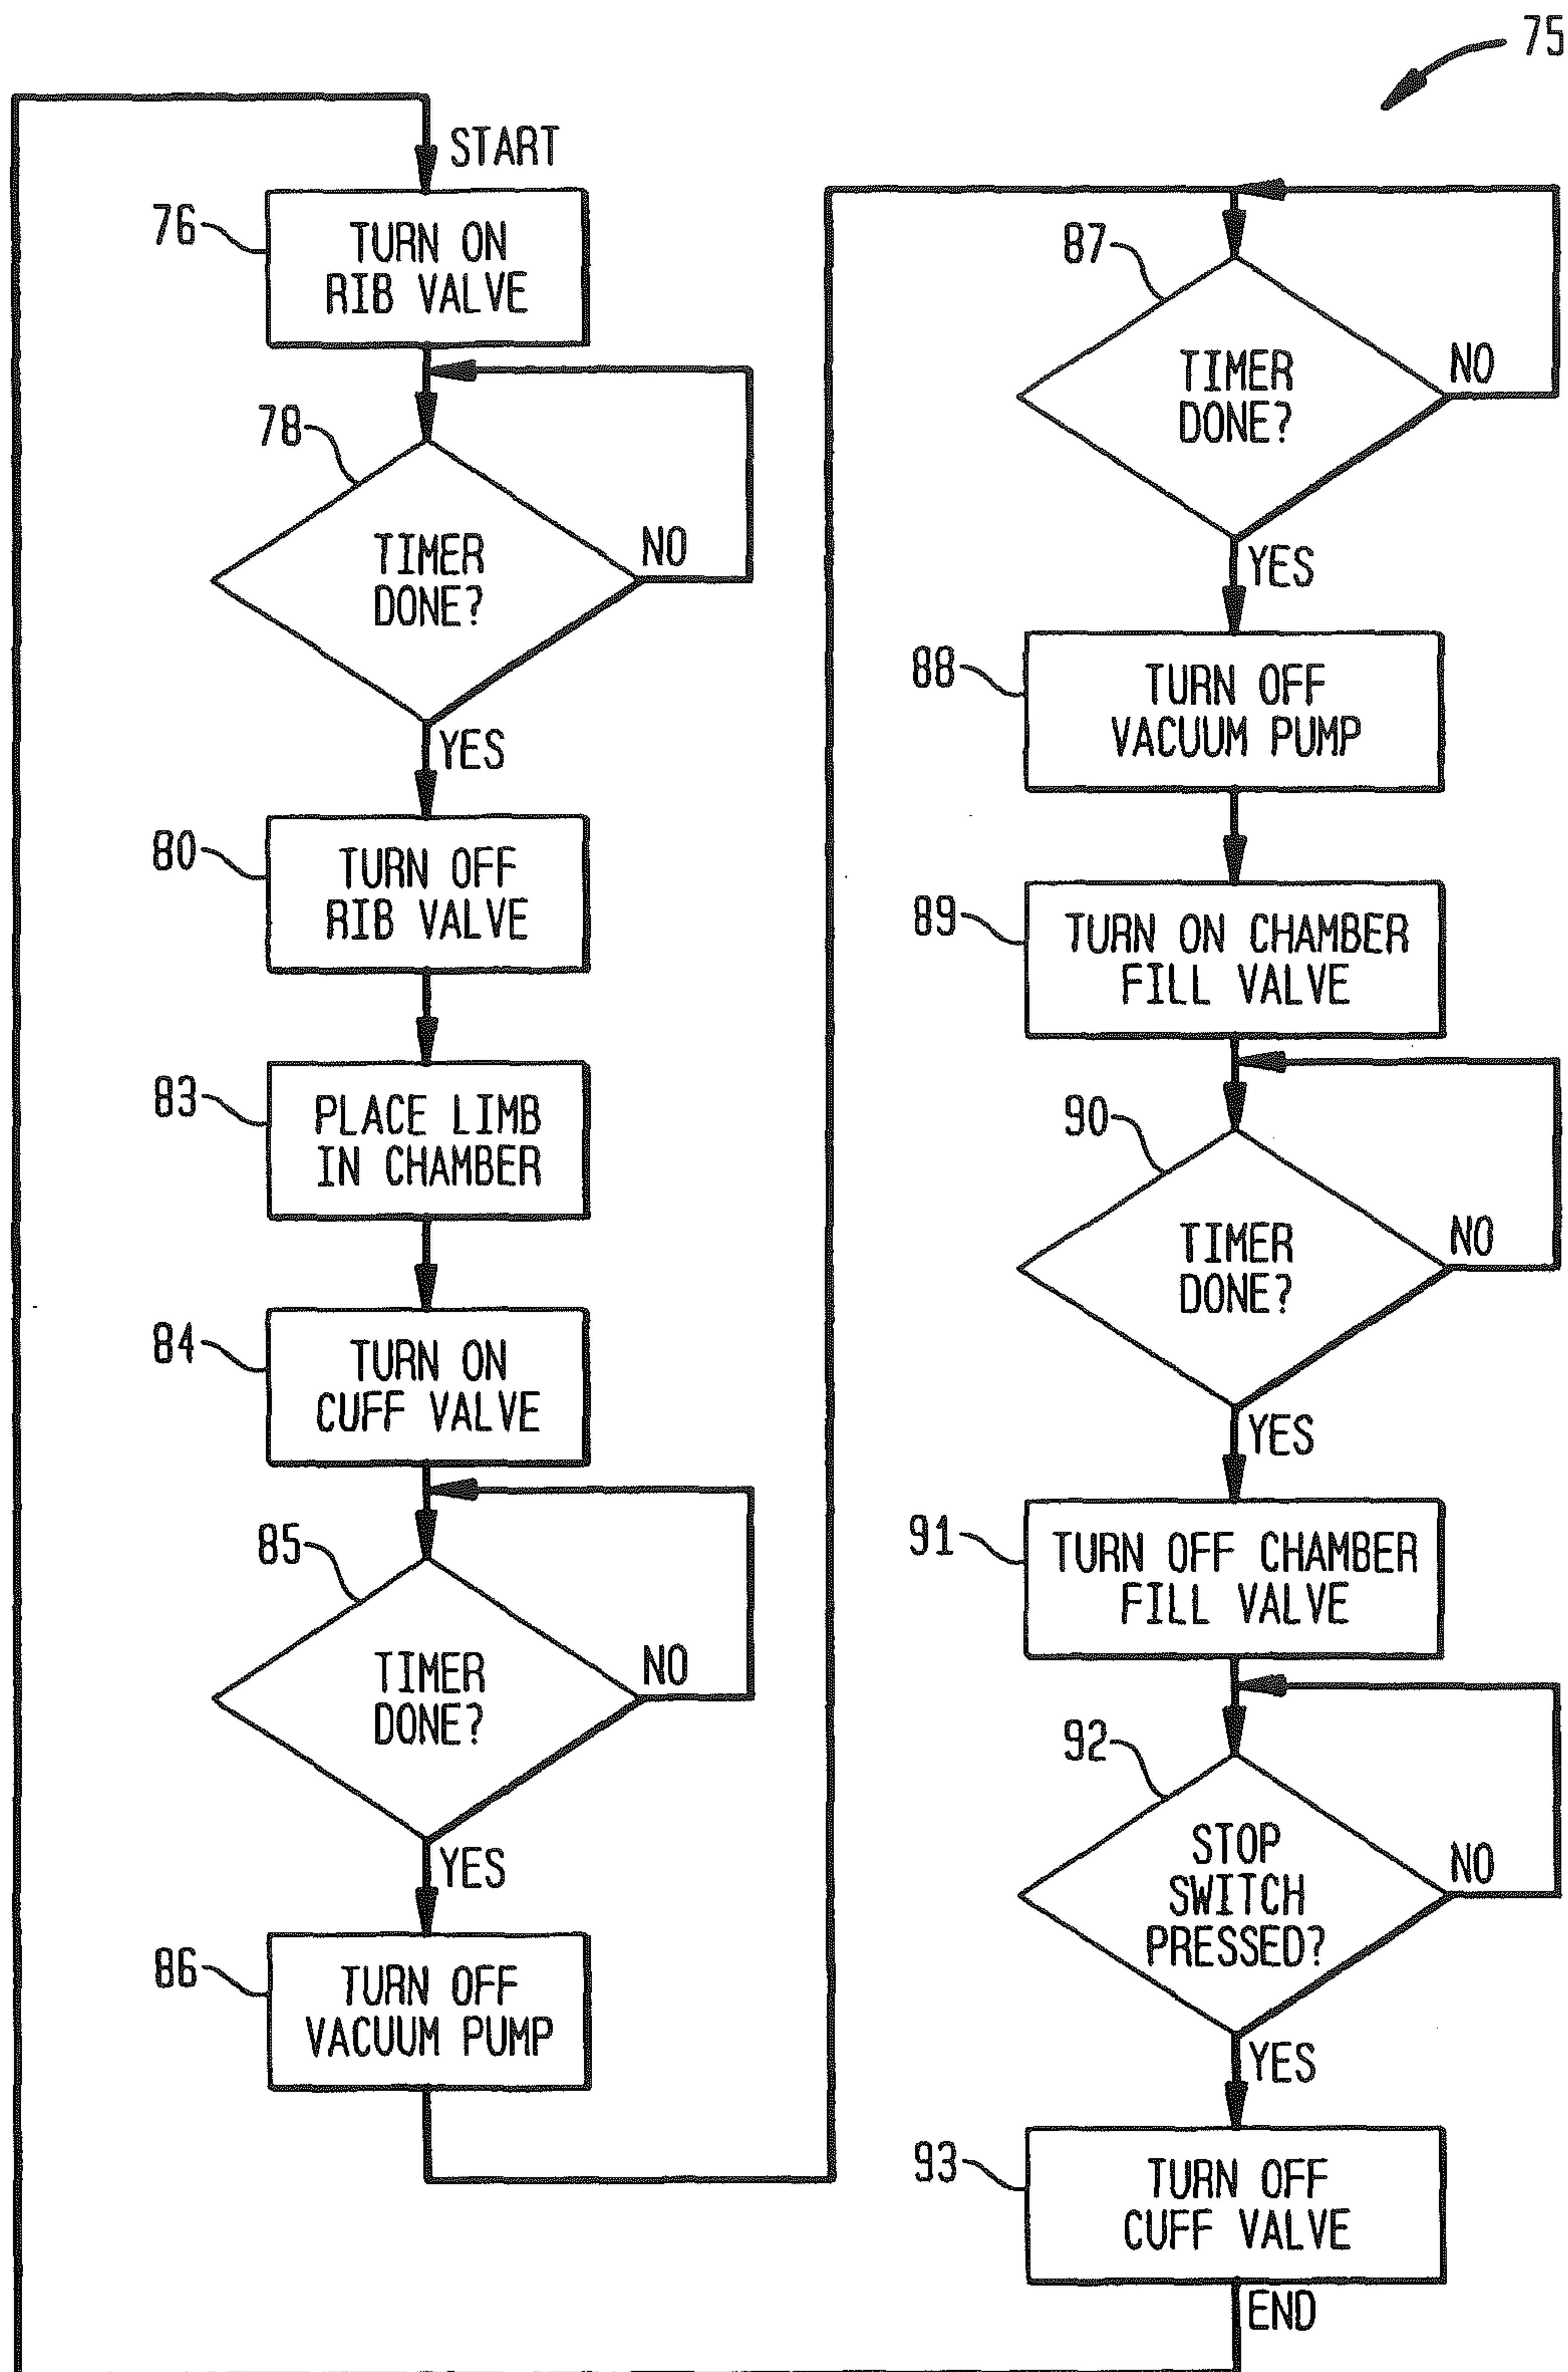 75
START
76
TURN ON
RIB VALVE
78
TIMER
DONE?
NO
YES
80
TURN OFF
RIB VALVE
83
PLACE LIMB
IN CHAMBER
84
TURN ON
CUFF VALVE
85
TIMER
DONE?
NO
YES
86
TURN OFF
VACUUM PUMP
87
TIMER
DONE?
NO
YES
88
TURN OFF
VACUUM PUMP
89
TURN ON CHAMBER
FILL VALVE
90
TIMER
DONE?
NO
YES
91
TURN OFF CHAMBER
FILL VALVE
92
STOP
SWITCH
PRESSED?
NO
YES
93
TURN OFF
CUFF VALVE
END